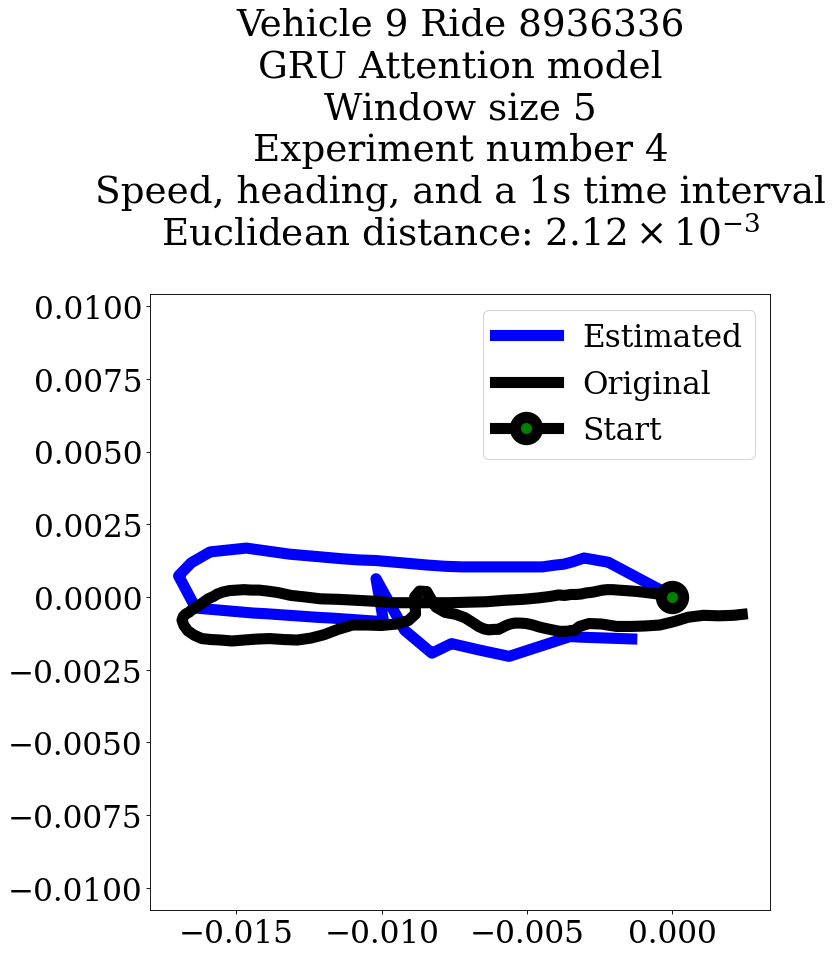 Vehicle 9 Ride 8936336
GRU Attention model
Window size 5
Experiment number 4
Speed, heading, and a 1s time interval
Euclidean distance: 2.12 × 10⁻³
Estimated
Original
Start
0.0100
0.0075
0.0050
0.0025
0.0000
−0.0025
−0.0050
−0.0075
−0.0100
−0.015 −0.010 −0.005 0.000